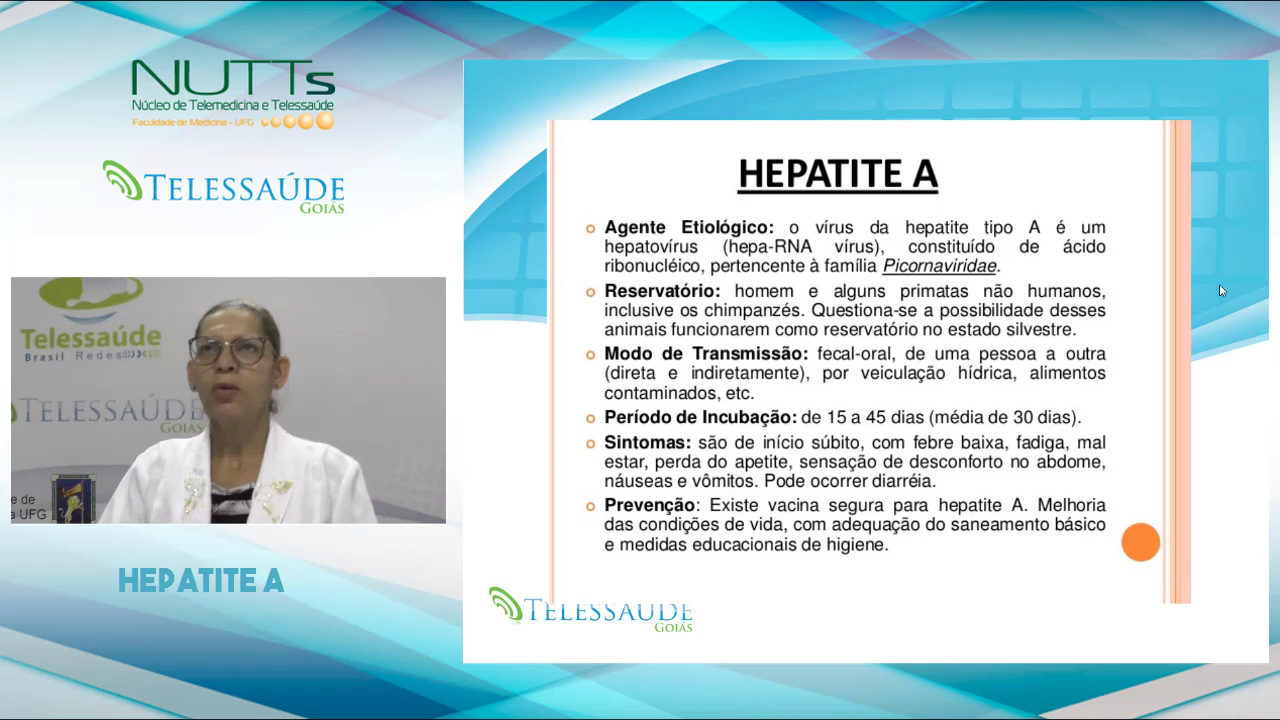 NUTTs
Núcleo de Telemedicina e Telessaúde
Faculdade de Medicina - UFG
TELESSAÚDE
GOIÁS
Telessaúde
Brasil Redes
TELESSAÚDE
GOIÁS
e de
a UFG
HEPATITE A
HEPATITE A
Agente Etiológico: o vírus da hepatite tipo A é um
hepatovírus (hepa-RNA vírus), constituído de ácido
ribonucléico, pertencente à família Picornaviridae.
Reservatório: homem e alguns primatas não humanos,
inclusive os chimpanzés. Questiona-se a possibilidade desses
animais funcionarem como reservatório no estado silvestre.
Modo de Transmissão: fecal-oral, de uma pessoa a outra
(direta e indiretamente), por veiculação hídrica, alimentos
contaminados, etc.
Período de Incubação: de 15 a 45 dias (média de 30 dias).
Sintomas: são de início súbito, com febre baixa, fadiga, mal
estar, perda do apetite, sensação de desconforto no abdome,
náuseas e vômitos. Pode ocorrer diarréia.
Prevenção: Existe vacina segura para hepatite A. Melhoria
das condições de vida, com adequação do saneamento básico
e medidas educacionais de higiene.
TELESSAÚDE
GOIÁS